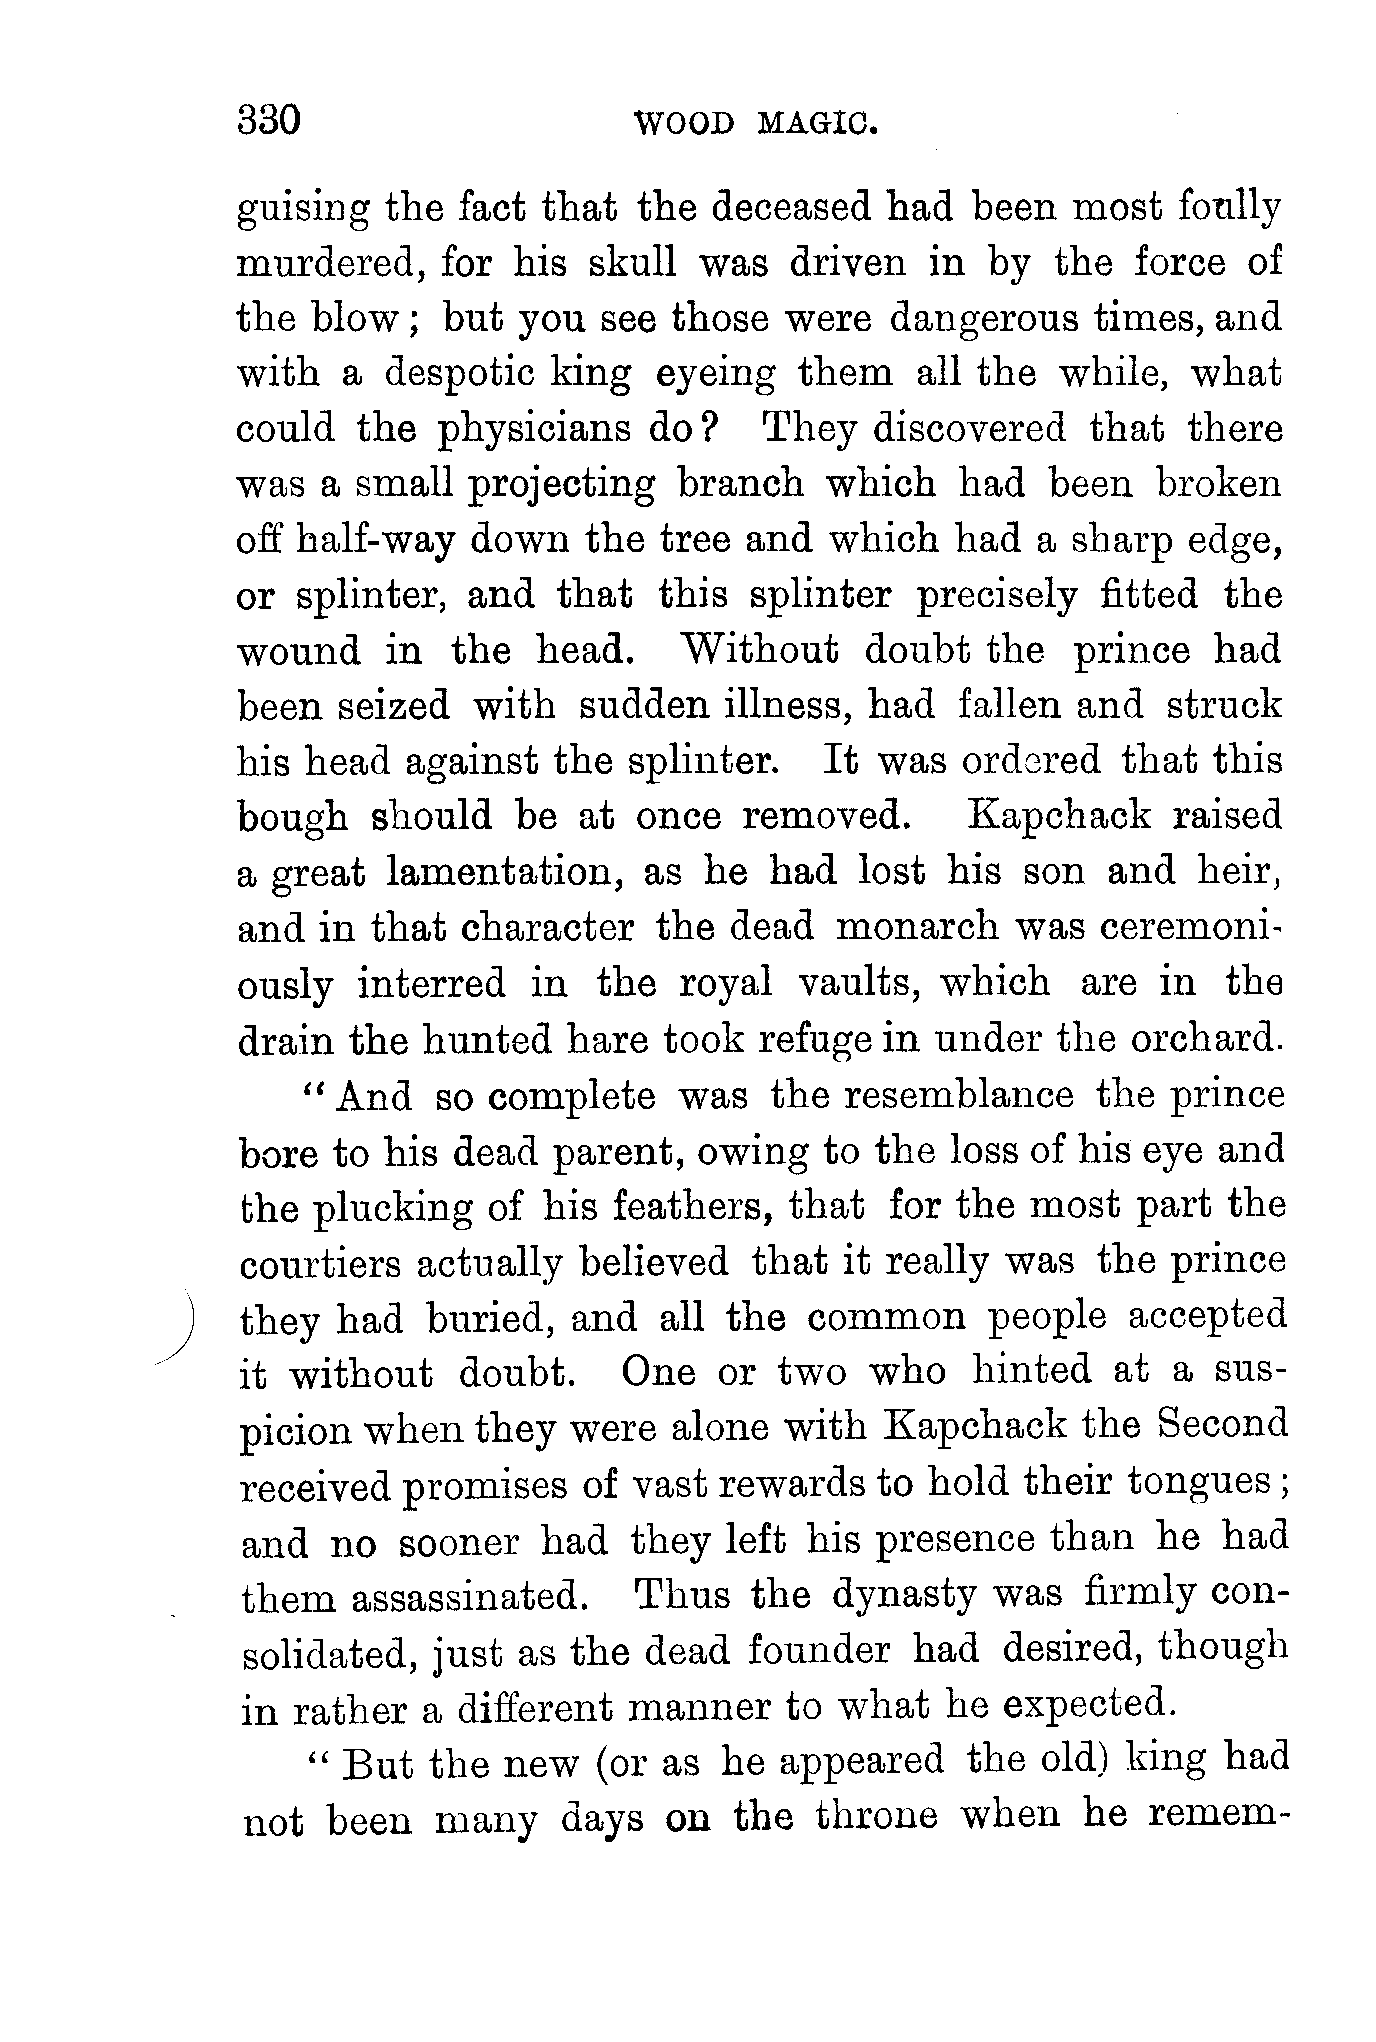 330 WOOD MAGIC.
guising the fact that the deceased had been most foully
murdered, for his skull was driven in by the force of
the blow; but you see those were dangerous times, and
with a despotic king eyeing them all the while, what
could the physicians do? They discovered that there
was a small projecting branch which had been broken
off half-way down the tree and which had a sharp edge,
or splinter, and that this splinter precisely fitted the
wound in the head. Without doubt the prince had
been seized with sudden illness, had fallen and struck
his head against the splinter. It was ordered that this
bough should be at once removed. Kapchack raised
a great lamentation, as he had lost his son and heir,
and in that character the dead monarch was ceremoni-
ously interred in the royal vaults, which are in the
drain the hunted hare took refuge in under the orchard.
“And so complete was the resemblance the prince
bore to his dead parent, owing to the loss of his eye and
the plucking of his feathers, that for the most part the
courtiers actually believed that it really was the prince
they had buried, and all the common people accepted
it without doubt. One or two who hinted at a sus-
picion when they were alone with Kapchack the Second
received promises of vast rewards to hold their tongues;
and no sooner had they left his presence than he had
them assassinated. Thus the dynasty was firmly con-
solidated, just as the dead founder had desired, though
in rather a different manner to what he expected.
“But the new (or as he appeared the old) king had
not been many days on the throne when he remem-